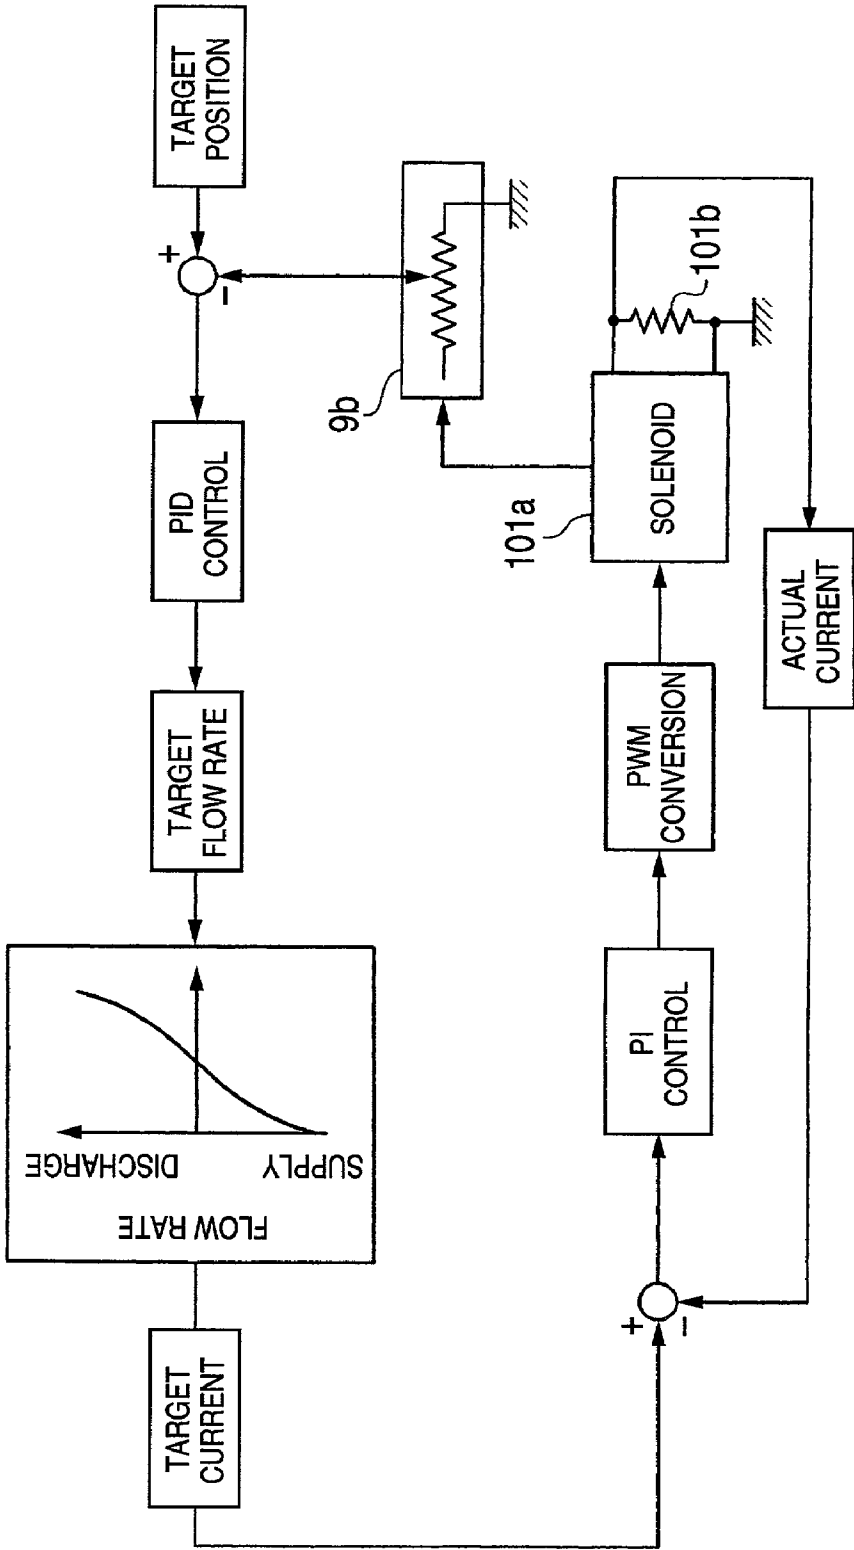 TARGET
POSITION
+
-
PID
CONTROL
TARGET
FLOW RATE
DISCHARGE
SUPPLY
FLOW RATE
TARGET
CURRENT
+
-
PI
CONTROL
PWM
CONVERSION
SOLENOID
101a
101b
9b
ACTUAL
CURRENT